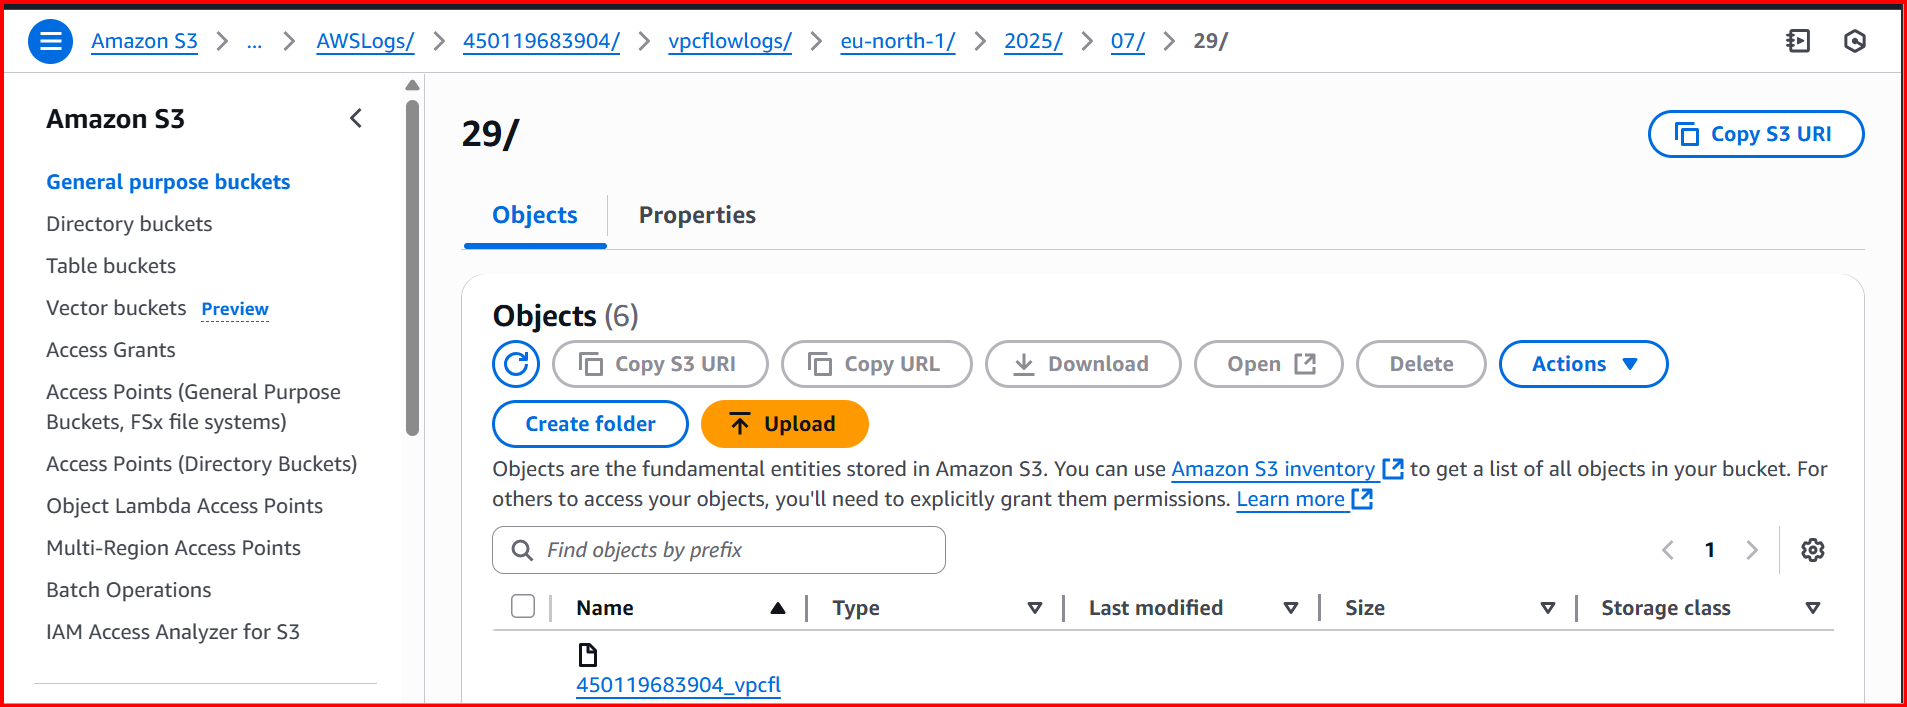 Amazon S3 > ... > AWSLogs/ > 450119683904/ > vpcflowlogs/ > eu-north-1/ > 2025/ > 07/ > 29/
Amazon S3
General purpose buckets
Directory buckets
Table buckets
Vector buckets Preview
Access Grants
Access Points (General Purpose
Buckets, FSx file systems)
Access Points (Directory Buckets)
Object Lambda Access Points
Multi-Region Access Points
Batch Operations
IAM Access Analyzer for S3
29/
Copy S3 URI
Objects Properties
Objects (6)
Copy S3 URI Copy URL Download Open Delete Actions
Create folder Upload
Objects are the fundamental entities stored in Amazon S3. You can use Amazon S3 inventory to get a list of all objects in your bucket. For
others to access your objects, you'll need to explicitly grant them permissions. Learn more
Find objects by prefix
1
Name Type Last modified Size Storage class
450119683904_vpcfl